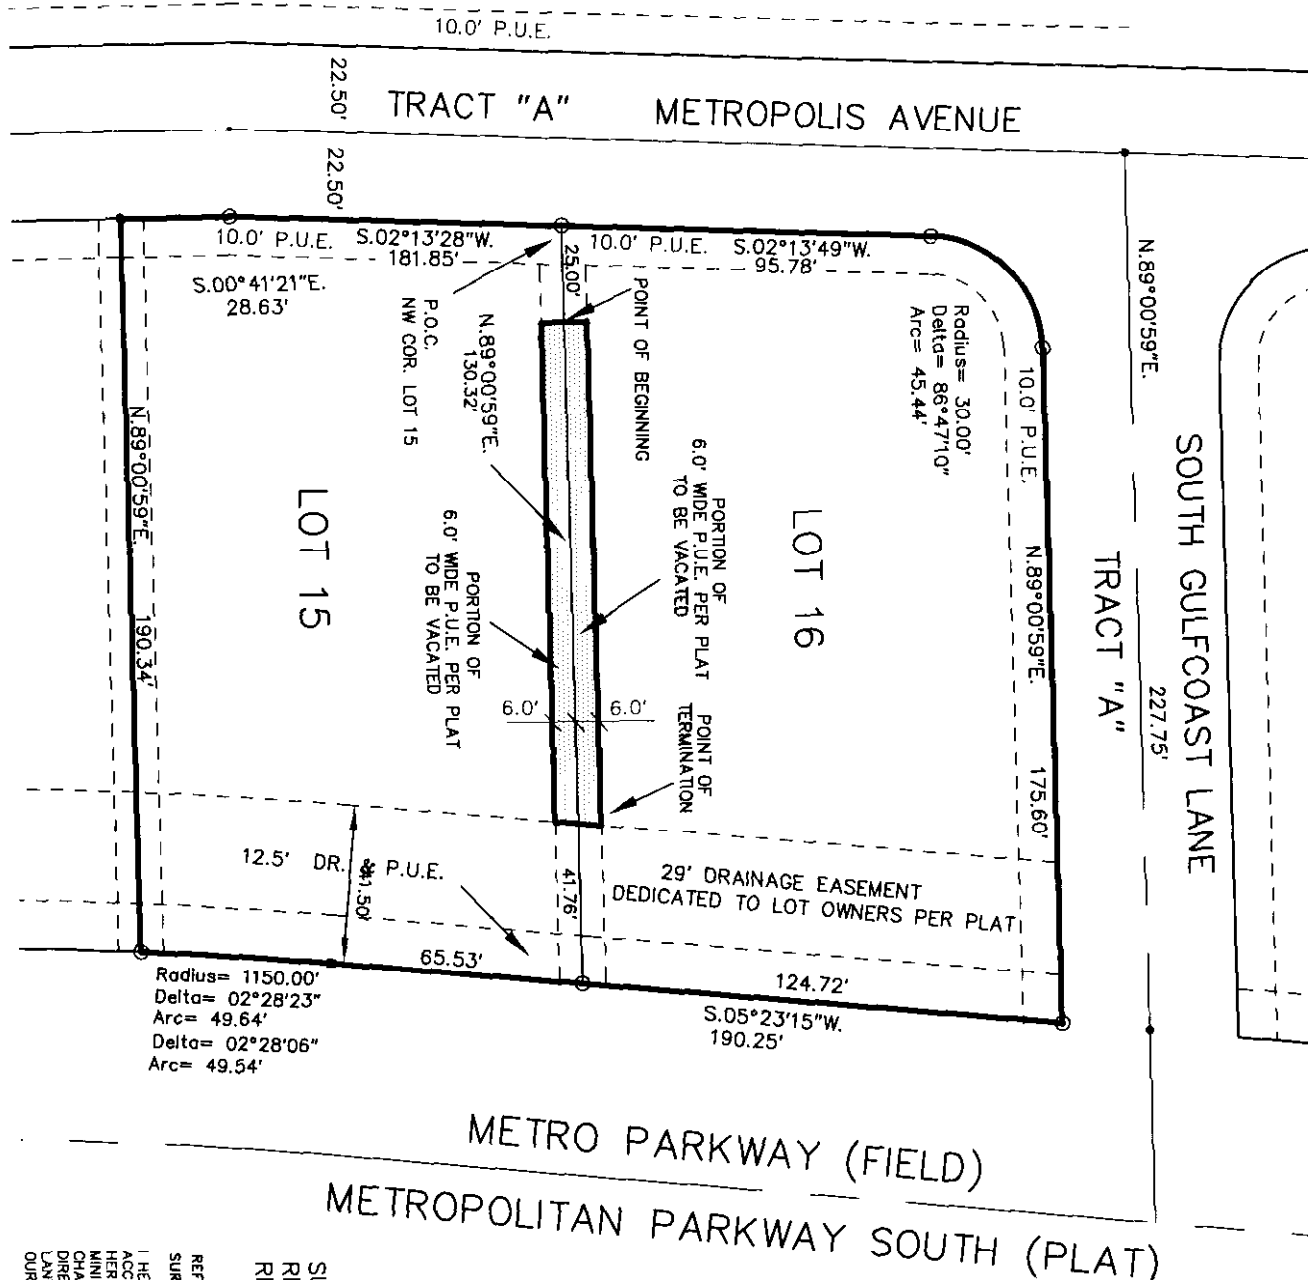 10.0' P.U.E.
22.50'
TRACT "A"
METROPOLIS AVENUE
22.50'
10.0' P.U.E.
S.02°13'28"W.
181.85'
10.0' P.U.E.
S.02°13'49"W.
95.78'
S.00°41'21"E.
28.63'
25.00'
P.O.C.
NW COR. LOT 15
POINT OF BEGINNING
N.89°00'59"E.
130.32'
Radius= 30.00'
Delta= 86°47'10"
Arc= 45.44'
10.0' P.U.E.
N.89°00'59"E.
175.60'
N.89°00'59"E.
227.75'
SOUTH GULFCOAST LANE
TRACT "A"
N.89°00'59"E.
190.34'
LOT 15
LOT 16
PORTION OF
6.0' WIDE P.U.E. PER PLAT
TO BE VACATED
PORTION OF
6.0' WIDE P.U.E. PER PLAT
TO BE VACATED
6.0'
6.0'
POINT OF
TERMINATION
12.5' DR. & P.U.E.
41.50'
41.76'
29' DRAINAGE EASEMENT
DEDICATED TO LOT OWNERS PER PLAT
65.53'
124.72'
S.05°23'15"W.
190.25'
Radius= 1150.00'
Delta= 02°28'23"
Arc= 49.64'
Delta= 02°28'06"
Arc= 49.54'
METRO PARKWAY (FIELD)
METROPOLITAN PARKWAY SOUTH (PLAT)